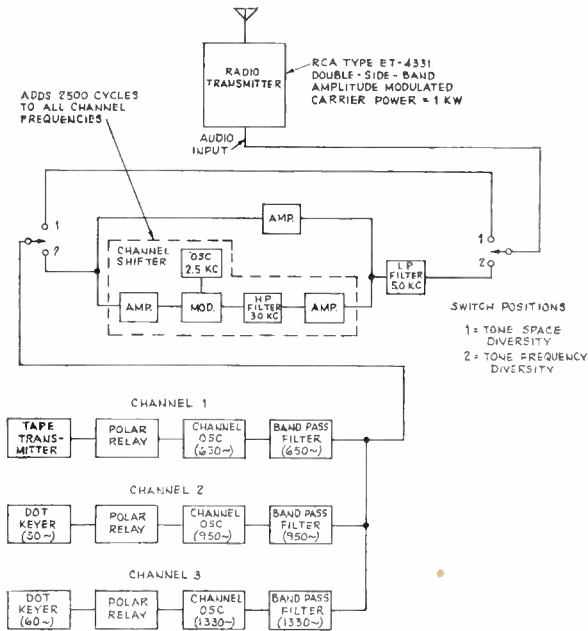 RADIO
TRANSMITTER
RCA TYPE ET-4331
DOUBLE-SIDE-BAND
AMPLITUDE MODULATED
CARRIER POWER = 1 KW
ADDS 2500 CYCLES
TO ALL CHANNEL
FREQUENCIES
AUDIO
INPUT
1
2
AMP.
CHANNEL
SHIFTER
OSC
2.5 KC
AMP.
MOD.
H P
FILTER
3.0 KC
AMP.
L P
FILTER
5.0 KC
1
2
SWITCH POSITIONS
1 = TONE SPACE
DIVERSITY
2 = TONE FREQUENCY
DIVERSITY
CHANNEL 1
TAPE
TRANS-
MITTER
POLAR
RELAY
CHANNEL
OSC
(630~)
BAND PASS
FILTER
(650~)
CHANNEL 2
DOT
KEYER
(30~)
POLAR
RELAY
CHANNEL
OSC
(950~)
BAND PASS
FILTER
(950~)
CHANNEL 3
DOT
KEYER
(60~)
POLAR
RELAY
CHANNEL
OSC
(1330~)
BAND PASS
FILTER
(1330~)